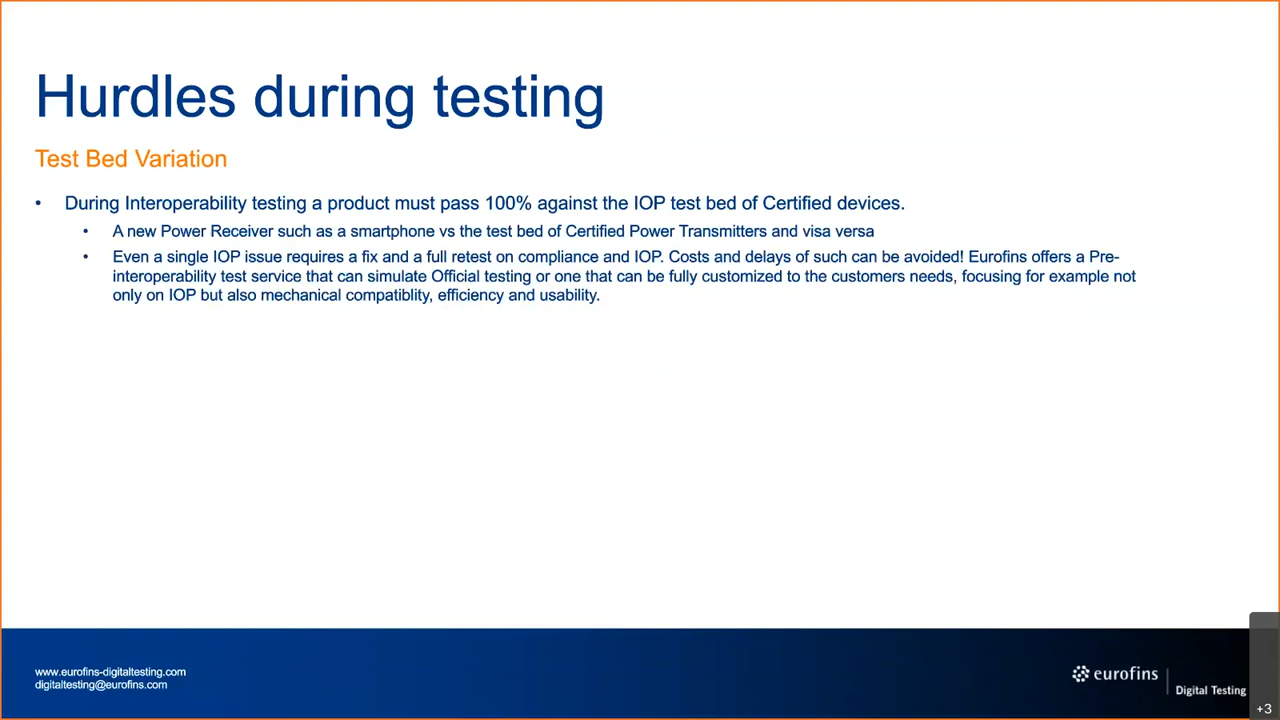 Hurdles during testing
Test Bed Variation
• During Interoperability testing a product must pass 100% against the IOP test bed of Certified devices.
• A new Power Receiver such as a smartphone vs the test bed of Certified Power Transmitters and visa versa
• Even a single IOP issue requires a fix and a full retest on compliance and IOP. Costs and delays of such can be avoided! Eurofins offers a Pre-
interoperability test service that can simulate Official testing or one that can be fully customized to the customers needs, focusing for example not
only on IOP but also mechanical compatiblity, efficiency and usability.
www.eurofins-digitaltesting.com
digitaltesting@eurofins.com
eurofins
Digital Testing
+3